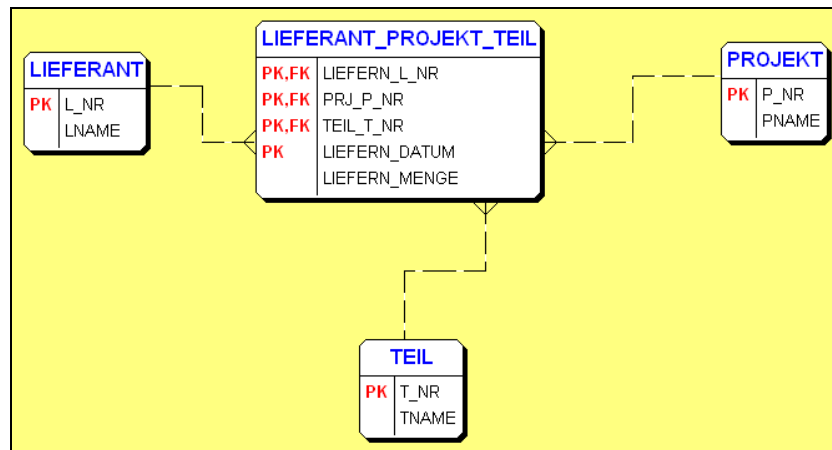 LIEFERANT
PK L_NR
LNAME
LIEFERANT_PROJEKT_TEIL
PK,FK LIEFERN_L_NR
PK,FK PRJ_P_NR
PK,FK TEIL_T_NR
PK LIEFERN_DATUM
LIEFERN_MENGE
PROJEKT
PK P_NR
PNAME
TEIL
PK T_NR
TNAME